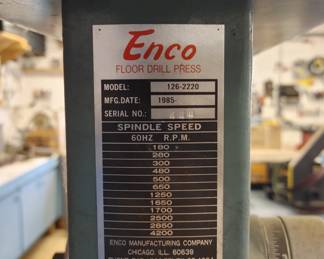 Enco
FLOOR DRILL PRESS
MODEL: 126-2220
MFG.DATE: 1985-
SERIAL NO.:
SPINDLE SPEED
60HZ R.P.M.
180
280
300
480
500
650
1250
1650
1700
2500
2850
4200
ENCO MANUFACTURING COMPANY
CHICAGO. ILL. 60639